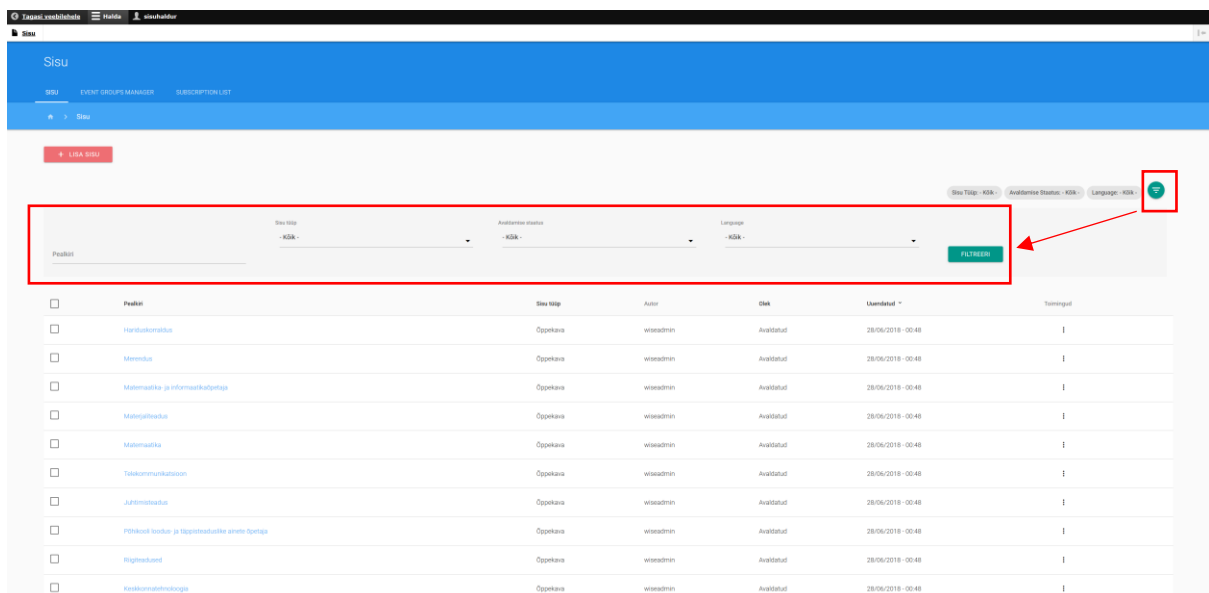 Tagasi veebilehele Halda sisuhaldur
Sisu
Sisu
SISU EVENT GROUPS MANAGER SUBSCRIPTION LIST
Sisu
+ LISA SISU
Sisu Tüüp: - Kõik - Avaldamise Staatus: - Kõik - Language: - Kõik -
Sisu tüüp Avaldamise staatus Language
- Kõik - - Kõik - - Kõik -
Pealkiri FILTREERI
Pealkiri Sisu tüüp Autor Olek Uuendatud Toimingud
Hariduskorraldus Õppekava wiseadmin Avaldatud 28/06/2018 - 00:48
Merendus Õppekava wiseadmin Avaldatud 28/06/2018 - 00:48
Matemaatika- ja informaatikaõpetaja Õppekava wiseadmin Avaldatud 28/06/2018 - 00:48
Materjaliteadus Õppekava wiseadmin Avaldatud 28/06/2018 - 00:48
Matemaatika Õppekava wiseadmin Avaldatud 28/06/2018 - 00:48
Telekommunikatsioon Õppekava wiseadmin Avaldatud 28/06/2018 - 00:48
Juhtimisteadus Õppekava wiseadmin Avaldatud 28/06/2018 - 00:48
Põhikooli loodus- ja täppisteaduslike ainete õpetaja Õppekava wiseadmin Avaldatud 28/06/2018 - 00:48
Riigiteadused Õppekava wiseadmin Avaldatud 28/06/2018 - 00:48
Keskkonnatehnoloogia Õppekava wiseadmin Avaldatud 28/06/2018 - 00:48